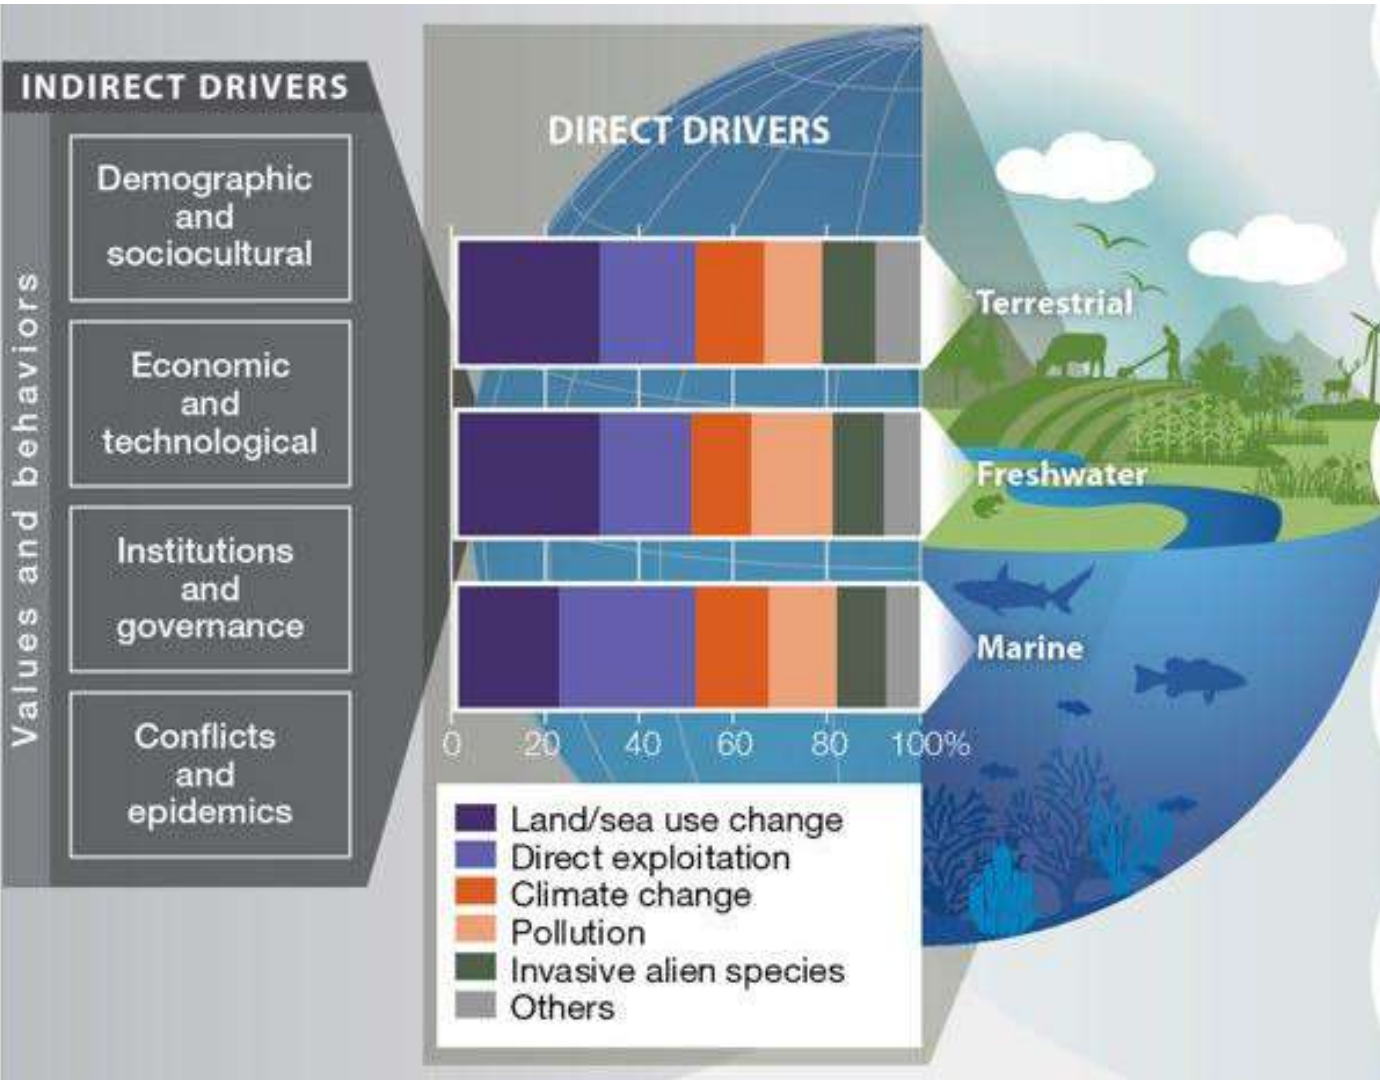 INDIRECT DRIVERS
Values and behaviors
Demographic
and
sociocultural
Economic
and
technological
Institutions
and
governance
Conflicts
and
epidemics
DIRECT DRIVERS
Terrestrial
Freshwater
Marine
0 20 40 60 80 100%
Land/sea use change
Direct exploitation
Climate change
Pollution
Invasive alien species
Others